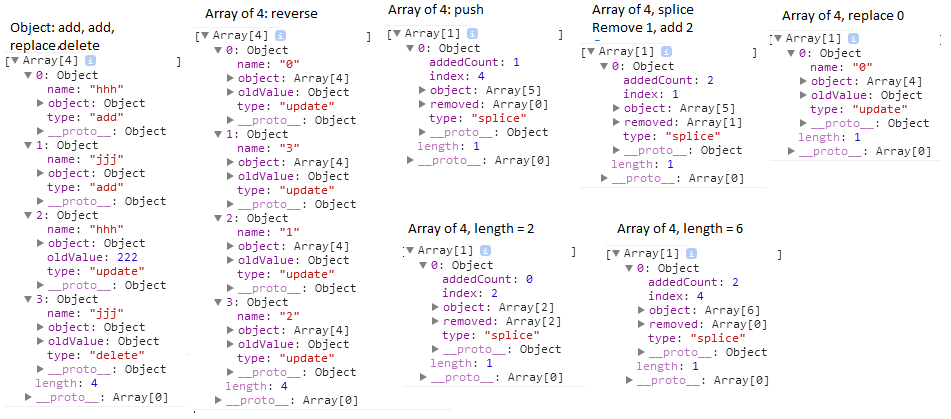 Object: add, add,
replace.delete
[▼ Array[4] i ]
▼ 0: Object
name: "hhh"
▶ object: Object
type: "add"
▶ __proto__: Object
▼ 1: Object
name: "jjj"
▶ object: Object
type: "add"
▶ __proto__: Object
▼ 2: Object
name: "hhh"
▶ object: Object
oldValue: 222
type: "update"
▶ __proto__: Object
▼ 3: Object
name: "jjj"
▶ object: Object
▶ oldValue: Object
type: "delete"
▶ __proto__: Object
length: 4
▶ __proto__: Array[0]
Array of 4: reverse
[▼ Array[4] i ]
▼ 0: Object
name: "0"
▶ object: Array[4]
▶ oldValue: Object
type: "update"
▶ __proto__: Object
▼ 1: Object
name: "3"
▶ object: Array[4]
▶ oldValue: Object
type: "update"
▶ __proto__: Object
▼ 2: Object
name: "1"
▶ object: Array[4]
▶ oldValue: Object
type: "update"
▶ __proto__: Object
▼ 3: Object
name: "2"
▶ object: Array[4]
▶ oldValue: Object
type: "update"
▶ __proto__: Object
length: 4
▶ __proto__: Array[0]
Array of 4: push
[▼ Array[1] i ]
▼ 0: Object
addedCount: 1
index: 4
▶ object: Array[5]
▶ removed: Array[0]
type: "splice"
▶ __proto__: Object
length: 1
▶ __proto__: Array[0]
Array of 4, splice
Remove 1, add 2
[▼ Array[1] i ]
▼ 0: Object
addedCount: 2
index: 1
▶ object: Array[5]
▶ removed: Array[1]
type: "splice"
▶ __proto__: Object
length: 1
▶ __proto__: Array[0]
Array of 4, replace 0
[▼ Array[1] i ]
▼ 0: Object
name: "0"
▶ object: Array[4]
▶ oldValue: Object
type: "update"
▶ __proto__: Object
length: 1
▶ __proto__: Array[0]
Array of 4, length = 2
[▼ Array[1] i ]
▼ 0: Object
addedCount: 0
index: 2
▶ object: Array[2]
▶ removed: Array[2]
type: "splice"
▶ __proto__: Object
length: 1
▶ __proto__: Array[0]
Array of 4, length = 6
[▼ Array[1] i ]
▼ 0: Object
addedCount: 2
index: 4
▶ object: Array[6]
▶ removed: Array[0]
type: "splice"
▶ __proto__: Object
length: 1
▶ __proto__: Array[0]